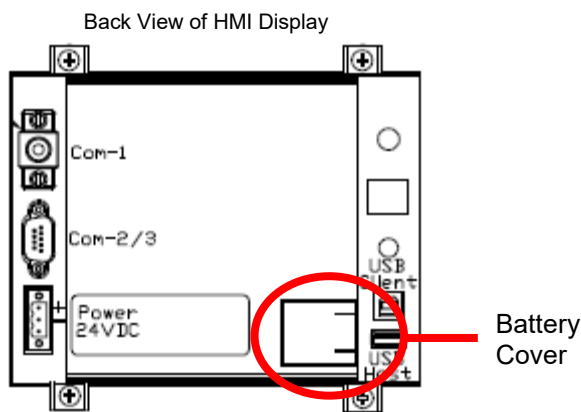 Back View of HMI Display
Com-1
Com-2/3
+
Power
24VDC
USB
Client
USB
Host
Battery
Cover